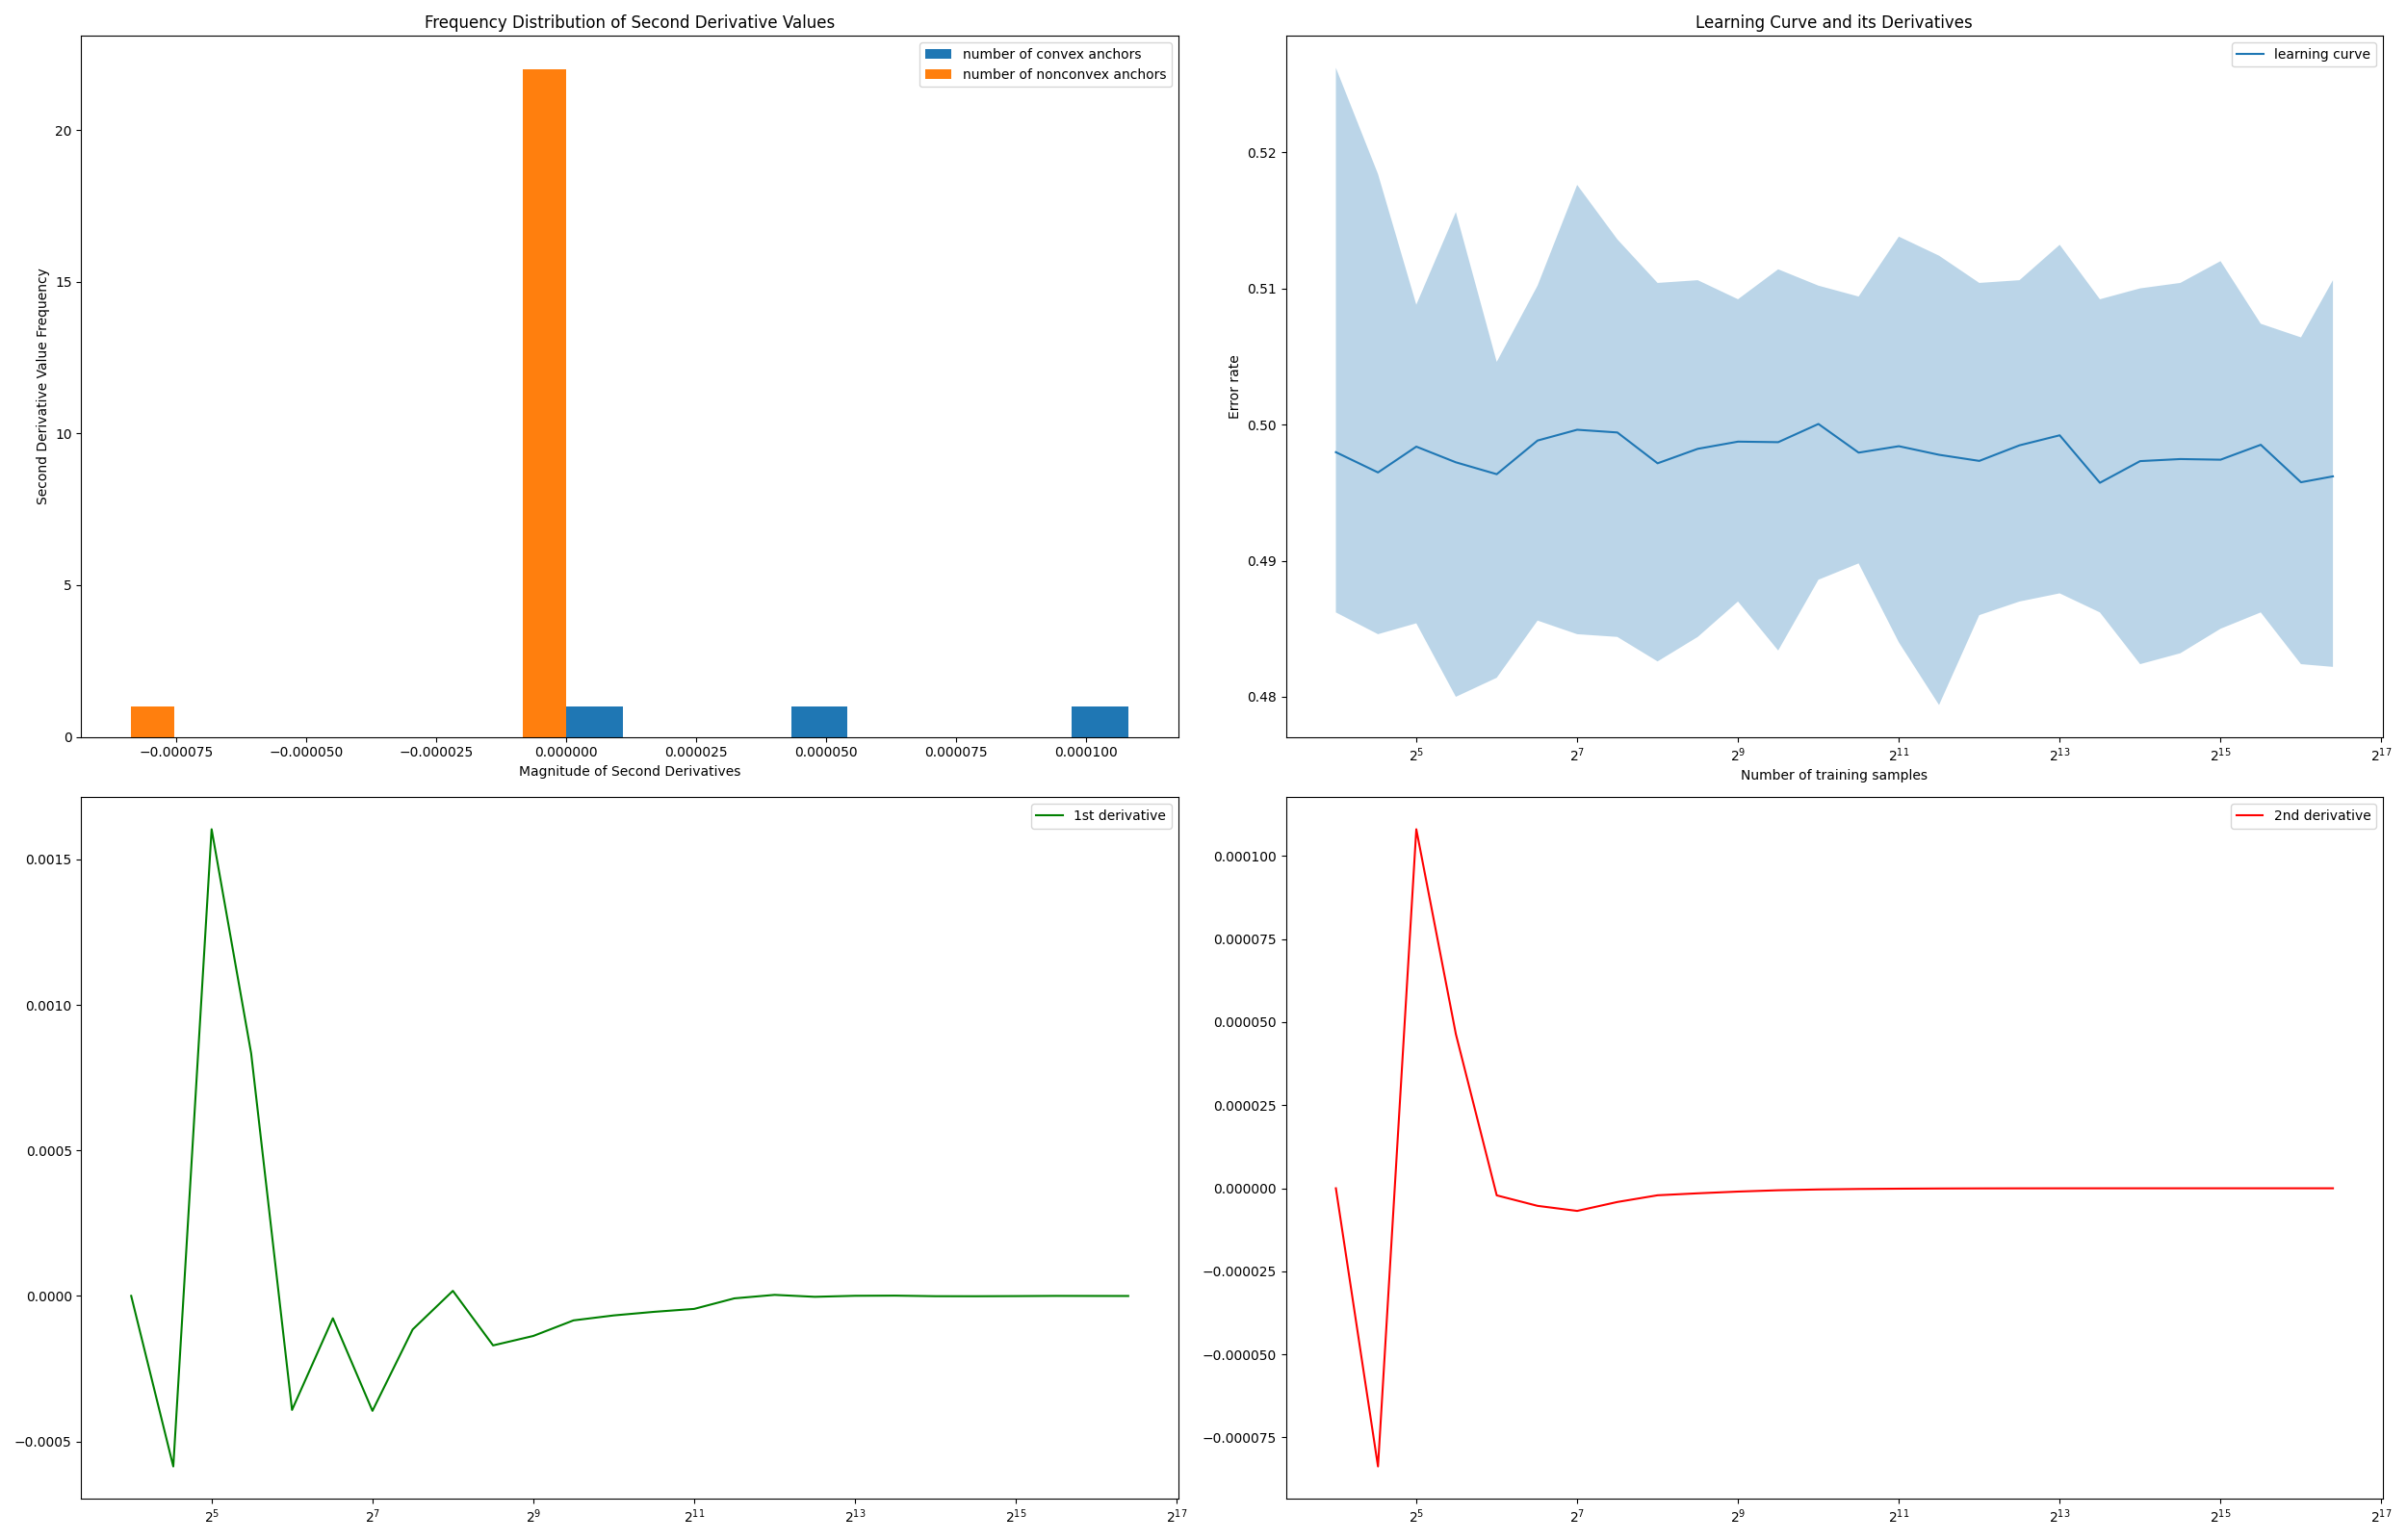 Frequency Distribution of Second Derivative Values
number of convex anchors
number of nonconvex anchors
Second Derivative Value Frequency
20
15
10
5
0
−0.000075 −0.000050 −0.000025 0.000000 0.000025 0.000050 0.000075 0.000100
Magnitude of Second Derivatives
Learning Curve and its Derivatives
learning curve
Error rate
0.52
0.51
0.50
0.49
0.48
2^5 2^7 2^9 2^11 2^13 2^15 2^17
Number of training samples
1st derivative
0.0015
0.0010
0.0005
0.0000
−0.0005
2^5 2^7 2^9 2^11 2^13 2^15 2^17
2nd derivative
0.000100
0.000075
0.000050
0.000025
0.000000
−0.000025
−0.000050
−0.000075
2^5 2^7 2^9 2^11 2^13 2^15 2^17